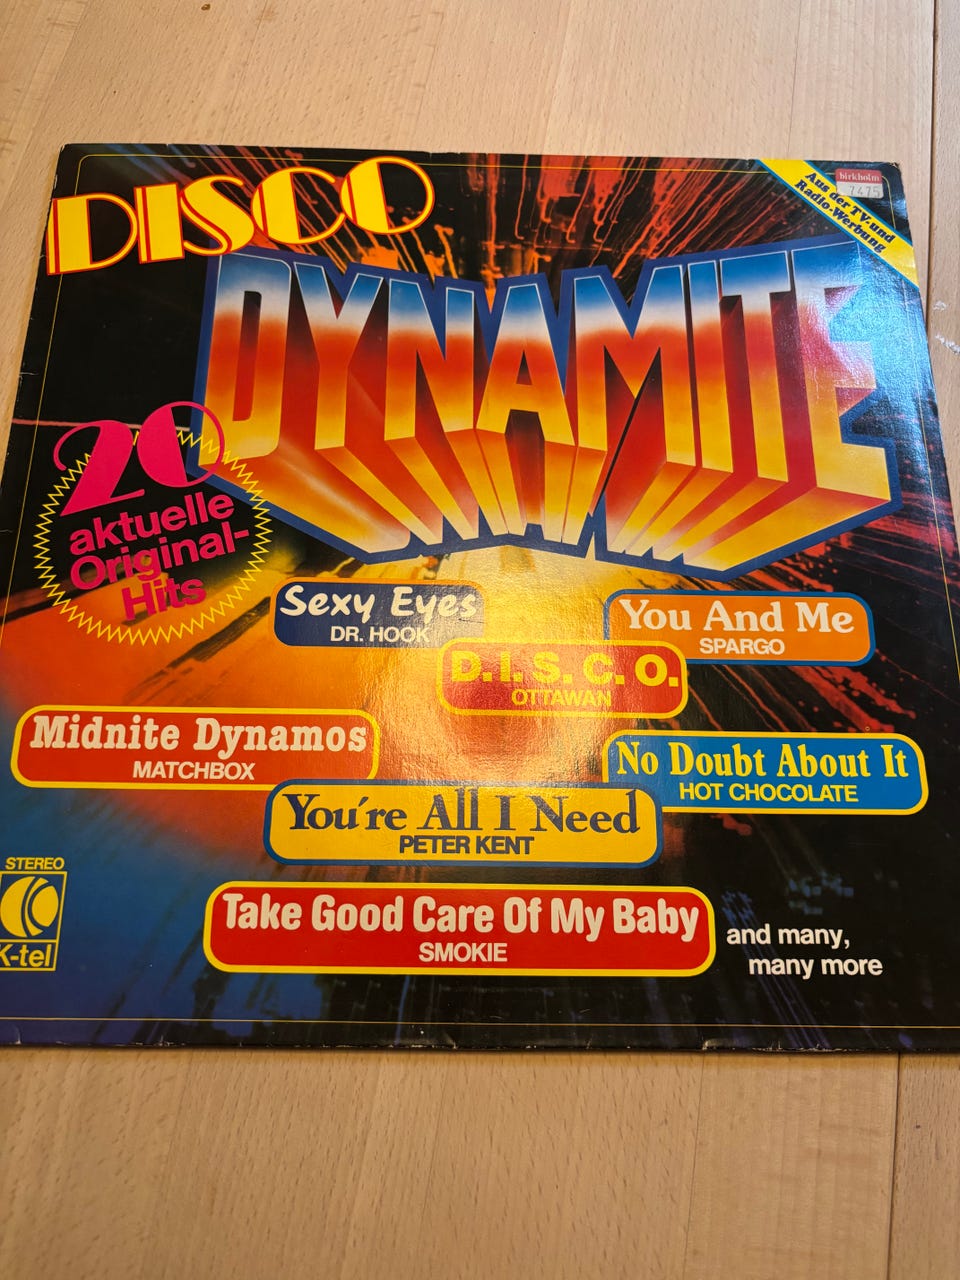 DISCO
birkholm
7475
Aus der TV-und
Radio-Werbung
DYNAMITE
20
aktuelle
Original-
Hits
Sexy Eyes
DR. HOOK
You And Me
SPARGO
D.I.S.C.O.
OTTAWAN
Midnite Dynamos
MATCHBOX
No Doubt About It
HOT CHOCOLATE
You're All I Need
PETER KENT
STEREO
K-tel
Take Good Care Of My Baby
SMOKIE
and many,
many more